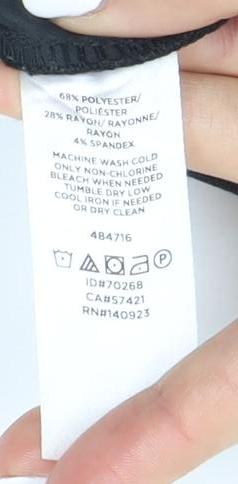 68% POLYESTER/
POLIÉSTER
28% RAYON/ RAYONNE/
RAYON
4% SPANDEX
MACHINE WASH COLD
ONLY NON-CHLORINE
BLEACH WHEN NEEDED
TUMBLE DRY LOW
COOL IRON IF NEEDED
OR DRY CLEAN
484716
P
ID#70268
CA#57421
RN#140923